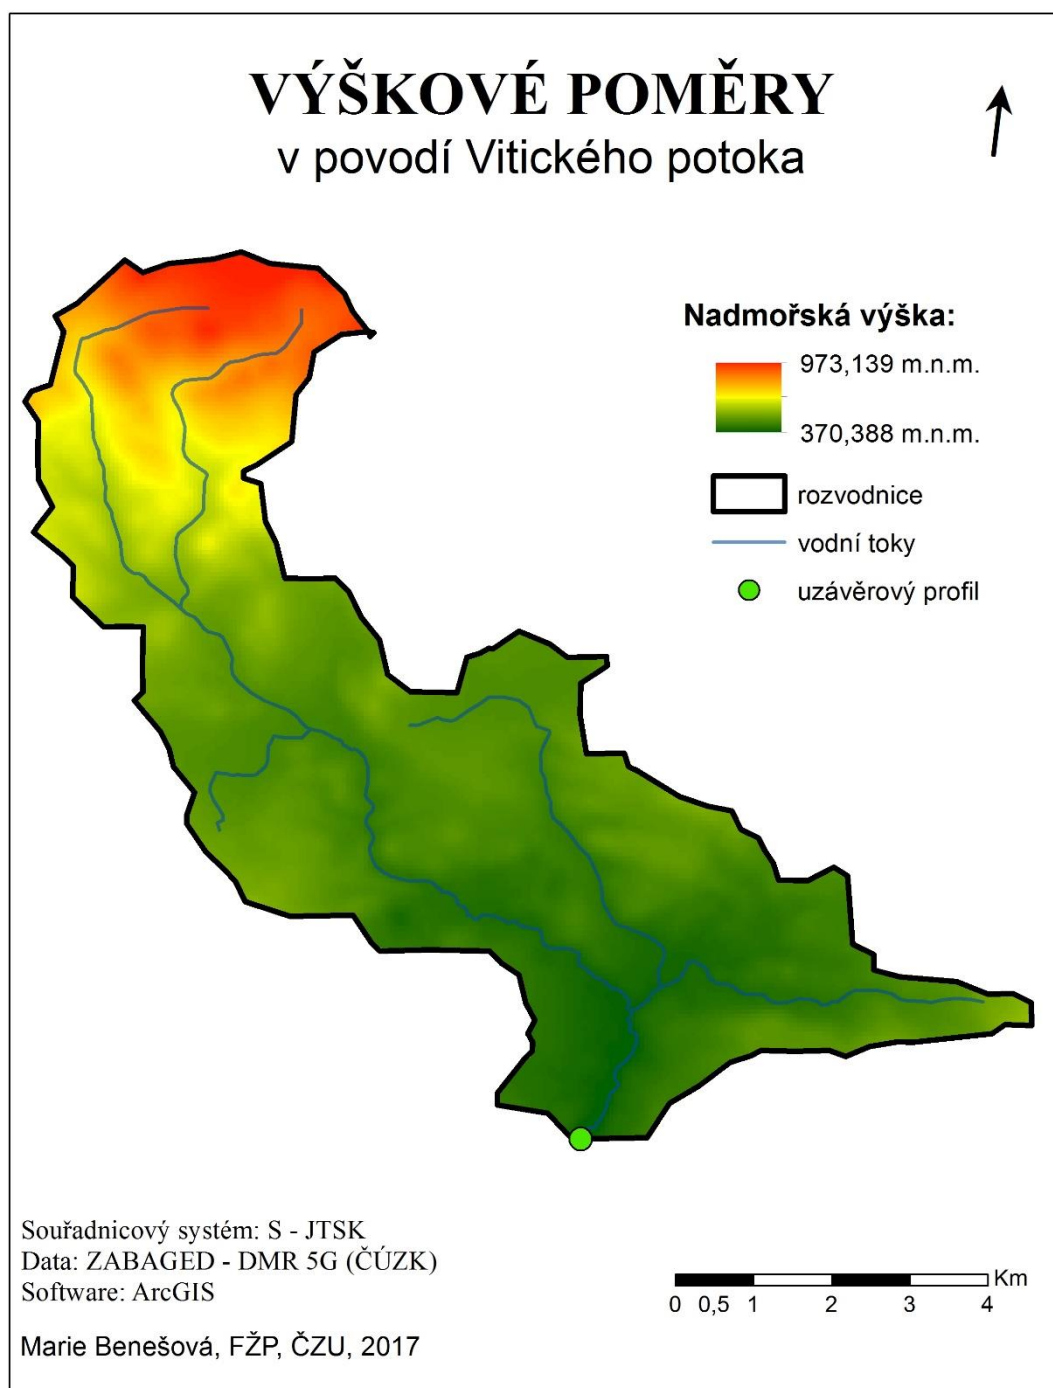 VÝŠKOVÉ POMĚRY
v povodí Vitického potoka
Nadmořská výška:
973,139 m.n.m.
370,388 m.n.m.
rozvodnice
vodní toky
uzávěrový profil
Souřadnicový systém: S - JTSK
Data: ZABAGED - DMR 5G (ČÚZK)
Software: ArcGIS
Marie Benešová, FŽP, ČZU, 2017
Km
0 0,5 1 2 3 4